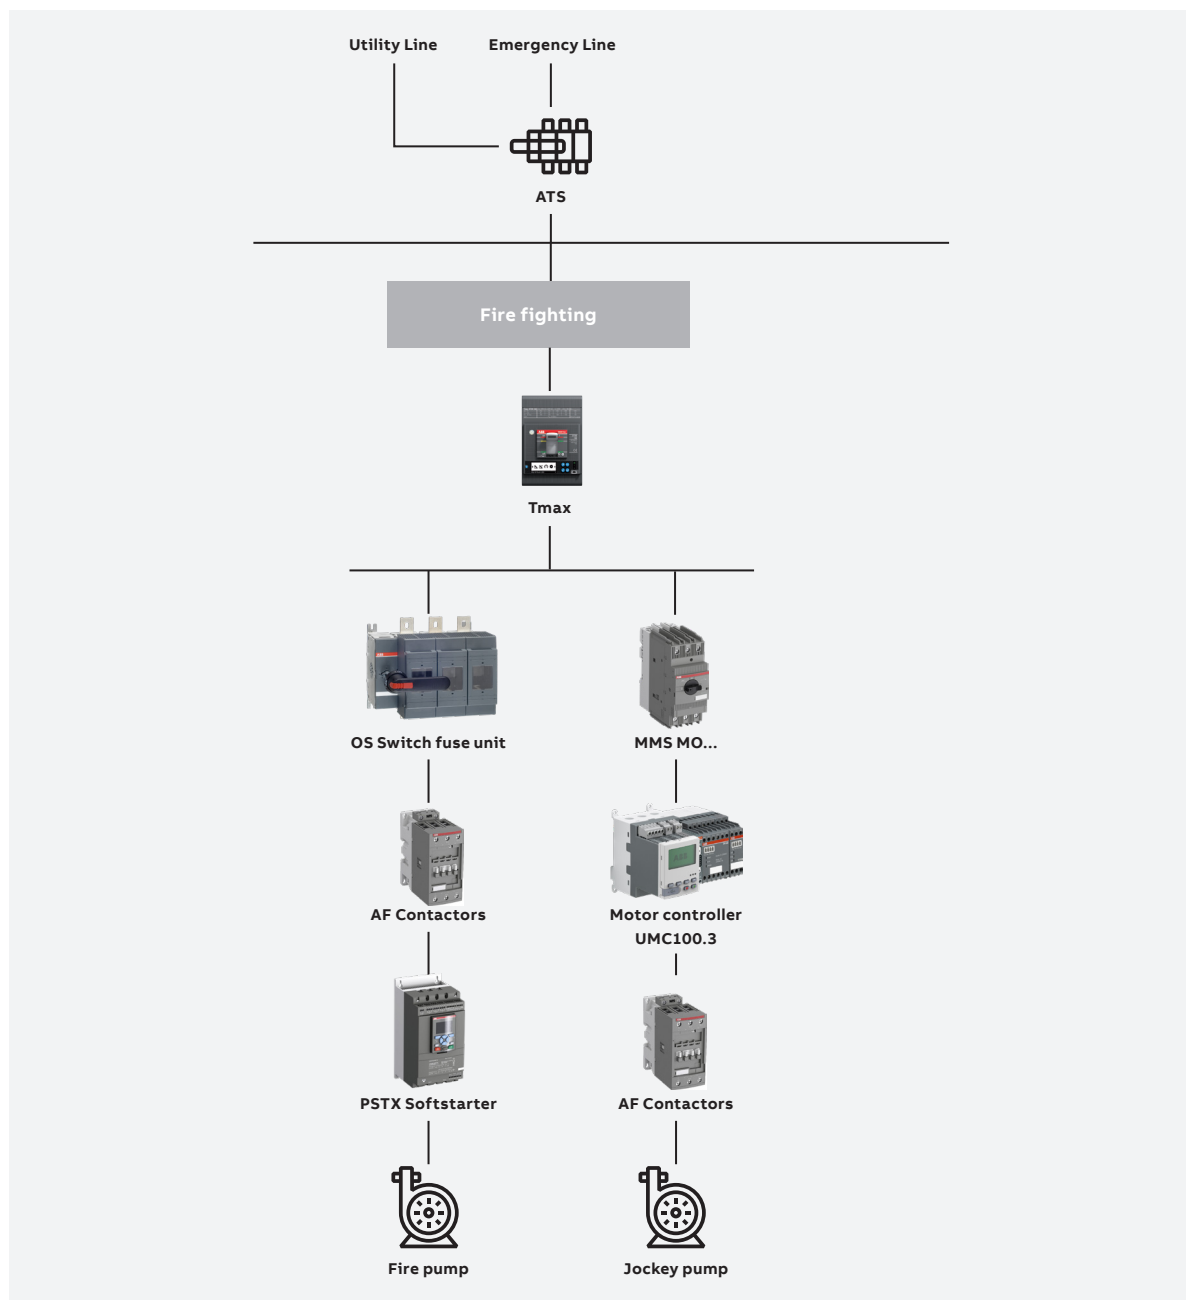 Utility Line
Emergency Line
ATS
Fire fighting
Tmax
OS Switch fuse unit
MMS MO...
AF Contactors
Motor controller
UMC100.3
PSTX Softstarter
AF Contactors
Fire pump
Jockey pump